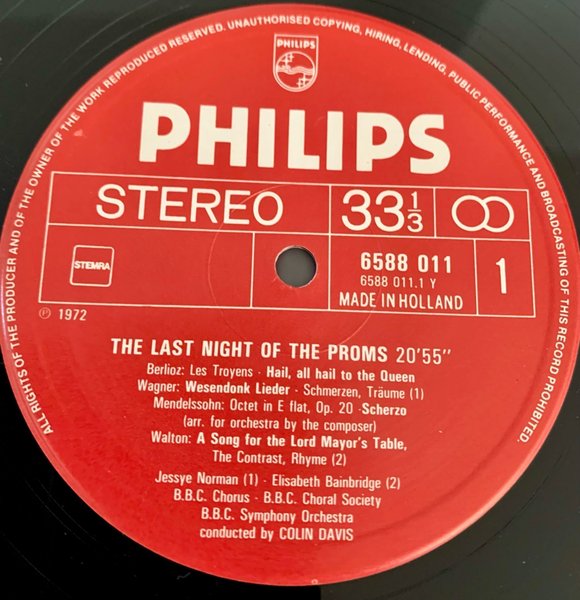 ALL RIGHTS OF THE PRODUCER AND OF THE OWNER OF THE WORK REPRODUCED RESERVED. UNAUTHORISED COPYING, HIRING, LENDING, PUBLIC PERFORMANCE AND BROADCASTING OF THIS RECORD PROHIBITED.
PHILIPS
PHILIPS
STEREO
33 1/3
STEMRA
6588 011
6588 011.1 Y
MADE IN HOLLAND
1
℗ 1972
THE LAST NIGHT OF THE PROMS 20'55"
Berlioz: Les Troyens · Hail, all hail to the Queen
Wagner: Wesendonk Lieder · Schmerzen, Träume (1)
Mendelssohn: Octet in E flat, Op. 20 · Scherzo
(arr. for orchestra by the composer)
Walton: A Song for the Lord Mayor's Table,
The Contrast, Rhyme (2)
Jessye Norman (1) · Elisabeth Bainbridge (2)
B.B.C. Chorus · B.B.C. Choral Society
B.B.C. Symphony Orchestra
conducted by COLIN DAVIS